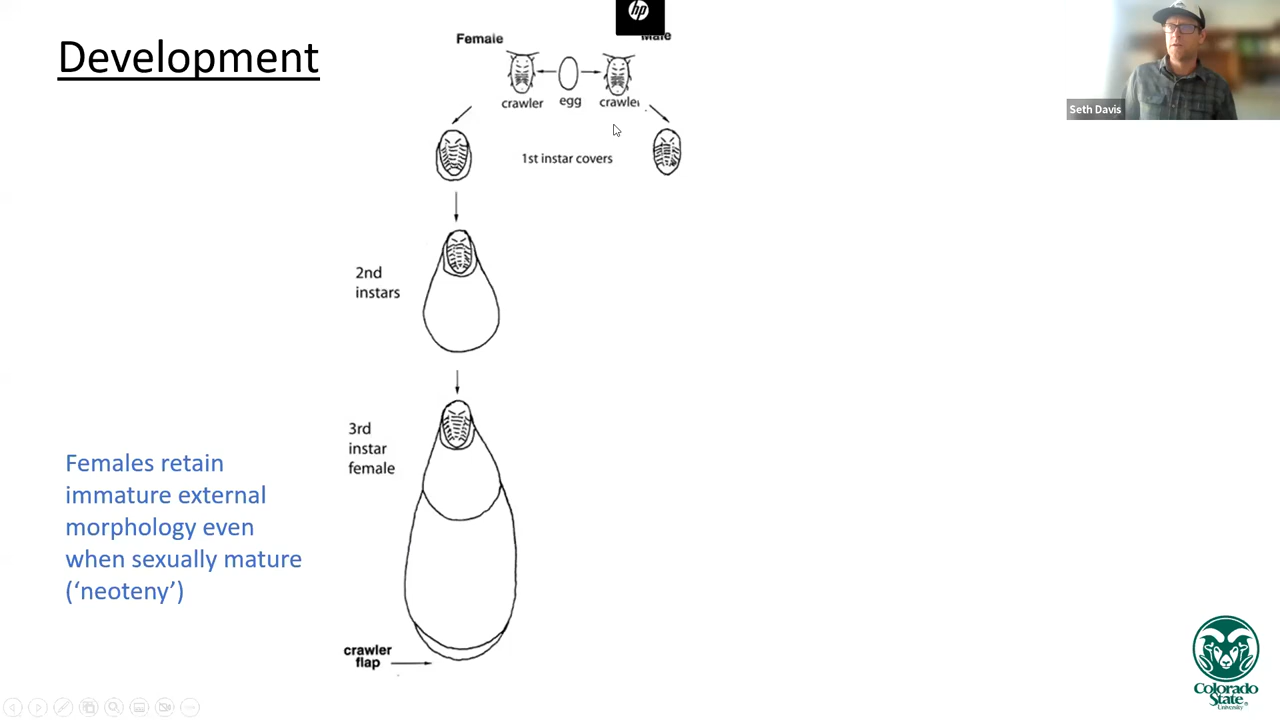 Development
hp
Female
Male
crawler
egg
crawler
1st instar covers
2nd
instars
3rd
instar
female
Females retain
immature external
morphology even
when sexually mature
(‘neoteny’)
crawler
flap
Seth Davis
Colorado
State
University